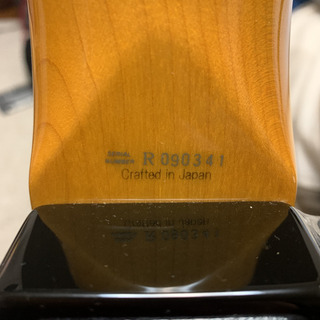 SERIAL
NUMBER R 090341
Crafted in Japan